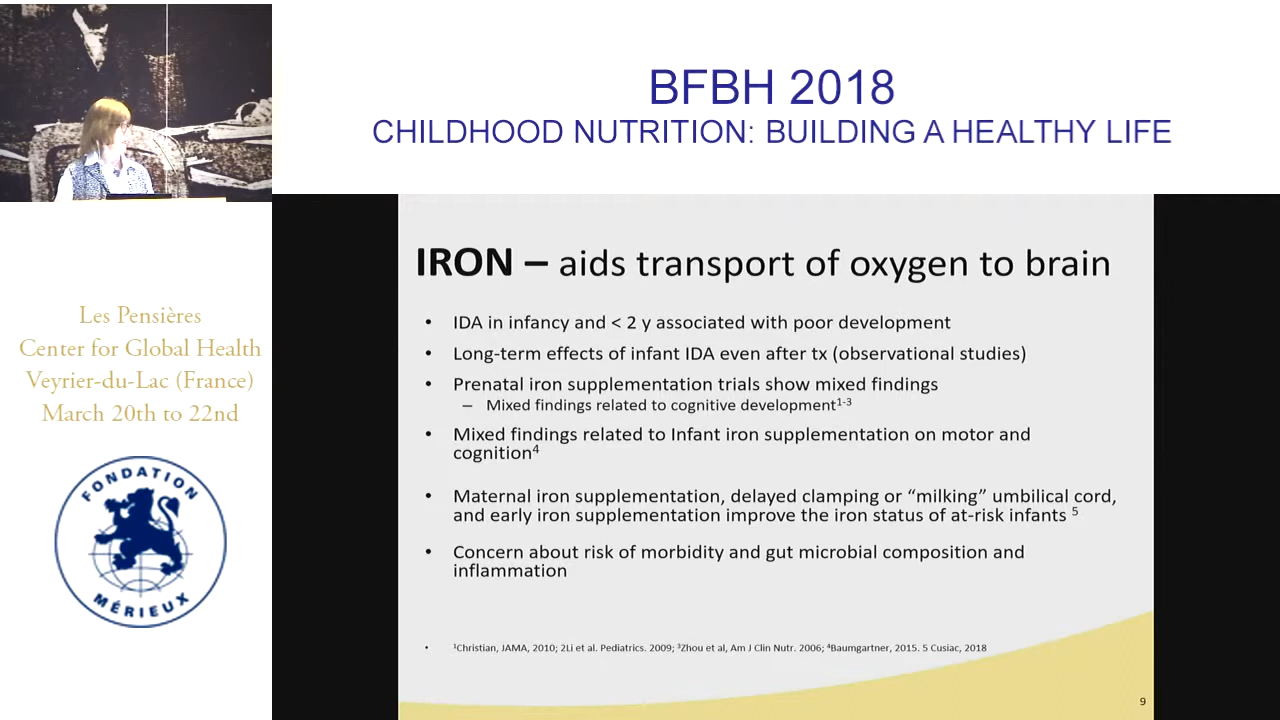 BFBH 2018
CHILDHOOD NUTRITION: BUILDING A HEALTHY LIFE
Les Pensières
Center for Global Health
Veyrier-du-Lac (France)
March 20th to 22nd
FONDATION
MÉRIEUX
IRON – aids transport of oxygen to brain
• IDA in infancy and < 2 y associated with poor development
• Long-term effects of infant IDA even after tx (observational studies)
• Prenatal iron supplementation trials show mixed findings
– Mixed findings related to cognitive development1-3
• Mixed findings related to Infant iron supplementation on motor and
cognition4
• Maternal iron supplementation, delayed clamping or “milking” umbilical cord,
and early iron supplementation improve the iron status of at-risk infants 5
• Concern about risk of morbidity and gut microbial composition and
inflammation
• 1Christian, JAMA, 2010; 2Li et al. Pediatrics. 2009; 3Zhou et al, Am J Clin Nutr. 2006; 4Baumgartner, 2015. 5 Cusiac, 2018
9